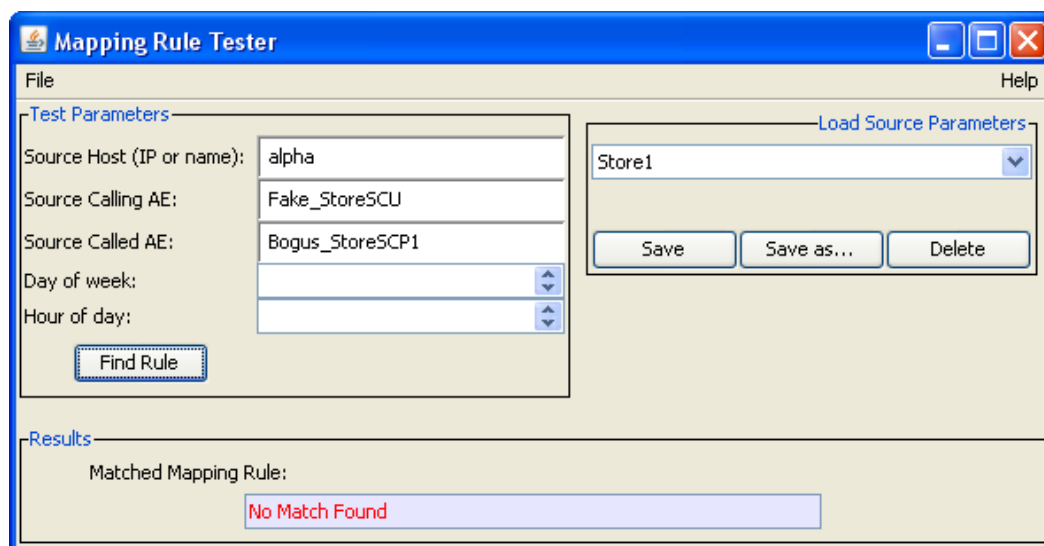 Mapping Rule Tester
File Help
Test Parameters
Source Host (IP or name): alpha
Source Calling AE: Fake_StoreSCU
Source Called AE: Bogus_StoreSCP1
Day of week:
Hour of day:
Find Rule
Load Source Parameters
Store1
Save Save as... Delete
Results
Matched Mapping Rule:
No Match Found